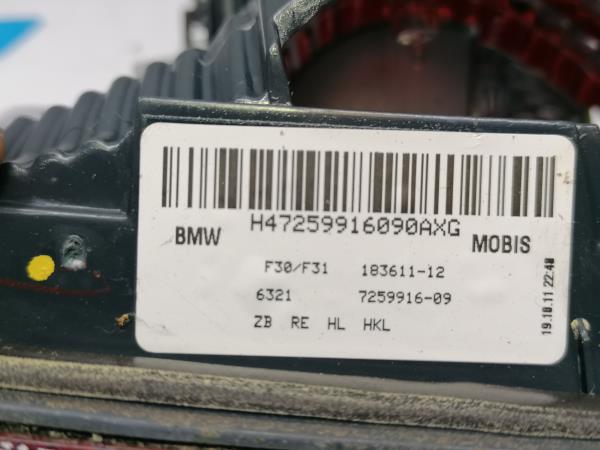 H47259916090AXG
BMW MOBIS
F30/F31 183611-12
6321 7259916-09
ZB RE HL HKL
19.10.11 22:48